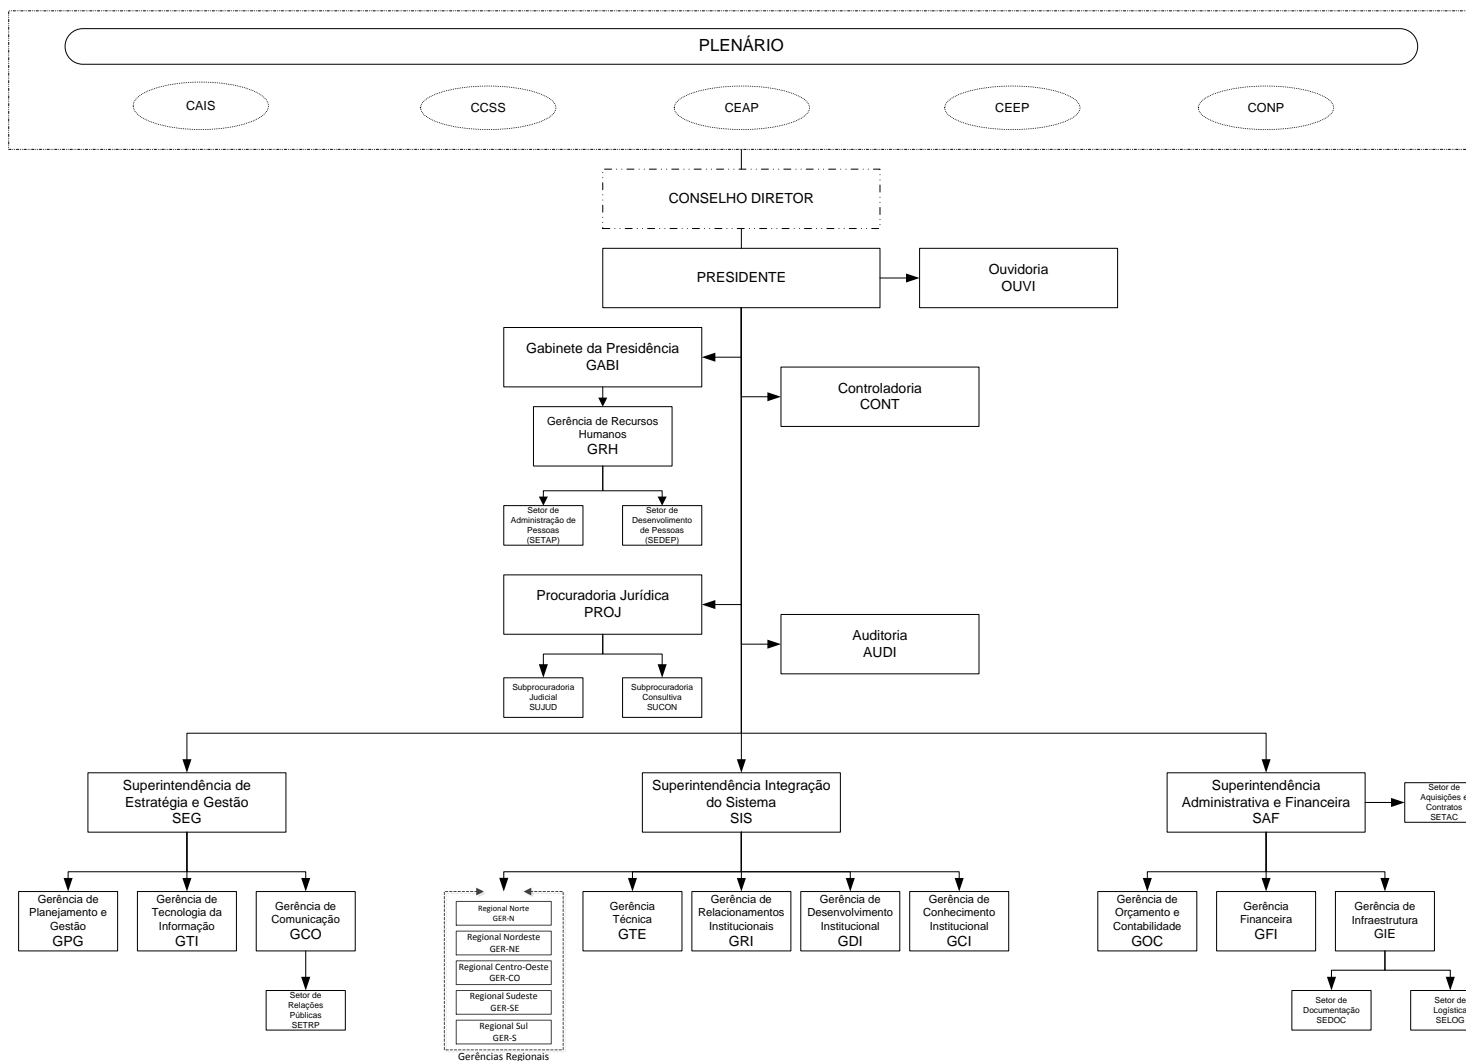 PLENÁRIO
CAIS
CCSS
CEAP
CEEP
CONP
CONSELHO DIRETOR
PRESIDENTE
Ouvidoria
OUVI
Gabinete da Presidência
GABI
Controladoria
CONT
Gerência de Recursos
Humanos
GRH
Setor de
Administração de
Pessoas
(SETAP)
Setor de
Desenvolimento
de Pessoas
(SEDEP)
Procuradoria Jurídica
PROJ
Auditoria
AUDI
Subprocuradoria
Judicial
SUJUD
Subprocuradoria
Consultiva
SUCON
Superintendência de
Estratégia e Gestão
SEG
Superintendência Integração
do Sistema
SIS
Superintendência
Administrativa e Financeira
SAF
Setor de
Aquisições e
Contratos
SETAC
Gerência de
Planejamento e
Gestão
GPG
Gerência de
Tecnologia da
Informação
GTI
Gerência de
Comunicação
GCO
Setor de
Relações
Públicas
SETRP
Regional Norte
GER-N
Regional Nordeste
GER-NE
Regional Centro-Oeste
GER-CO
Regional Sudeste
GER-SE
Regional Sul
GER-S
Gerências Regionais
Gerência
Técnica
GTE
Gerência de
Relacionamentos
Institucionais
GRI
Gerência de
Desenvolvimento
Institucional
GDI
Gerência de
Conhecimento
Institucional
GCI
Gerência de
Orçamento e
Contabilidade
GOC
Gerência
Financeira
GFI
Gerência de
Infraestrutura
GIE
Setor de
Documentação
SEDOC
Setor de
Logística
SELOG